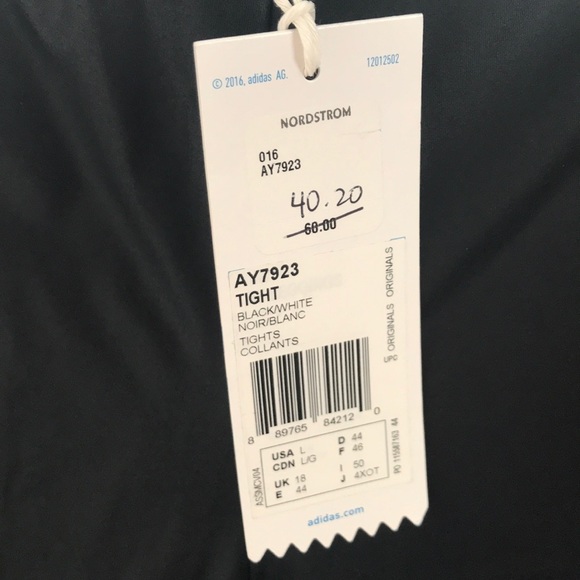 © 2016, adidas AG.
12012502
NORDSTROM
016
AY7923
40.20
60.00
AY7923
TIGHT
BLACK/WHITE
NOIR/BLANC
TIGHTS
COLLANTS
ORIGINALS ORIGINALS
UPC
8 89765 84212 0
USA L
CDN L/G
UK 18
E 44
D 44
F 46
I 50
J 4XOT
ASSMCV04
adidas.com